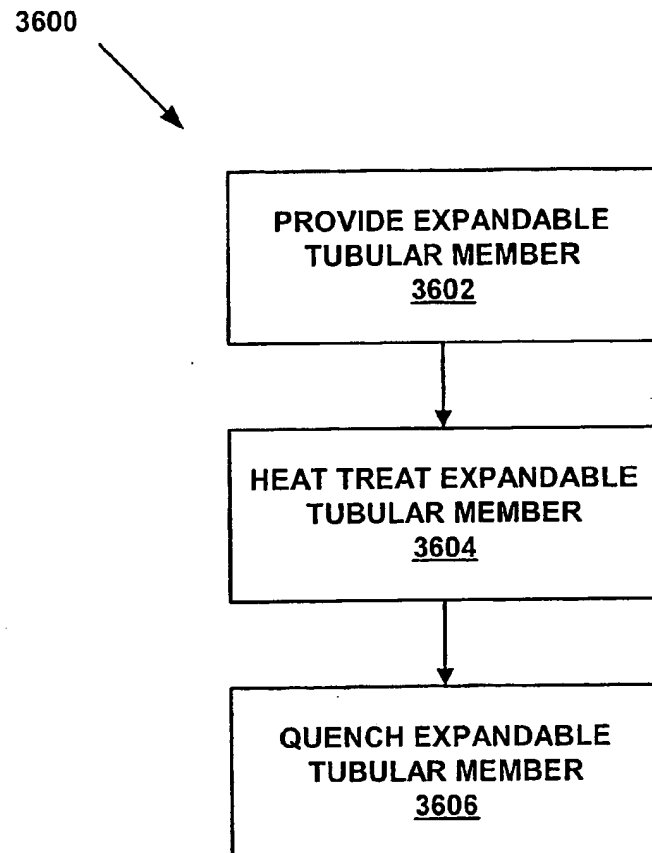 3600
PROVIDE EXPANDABLE
TUBULAR MEMBER
3602
HEAT TREAT EXPANDABLE
TUBULAR MEMBER
3604
QUENCH EXPANDABLE
TUBULAR MEMBER
3606